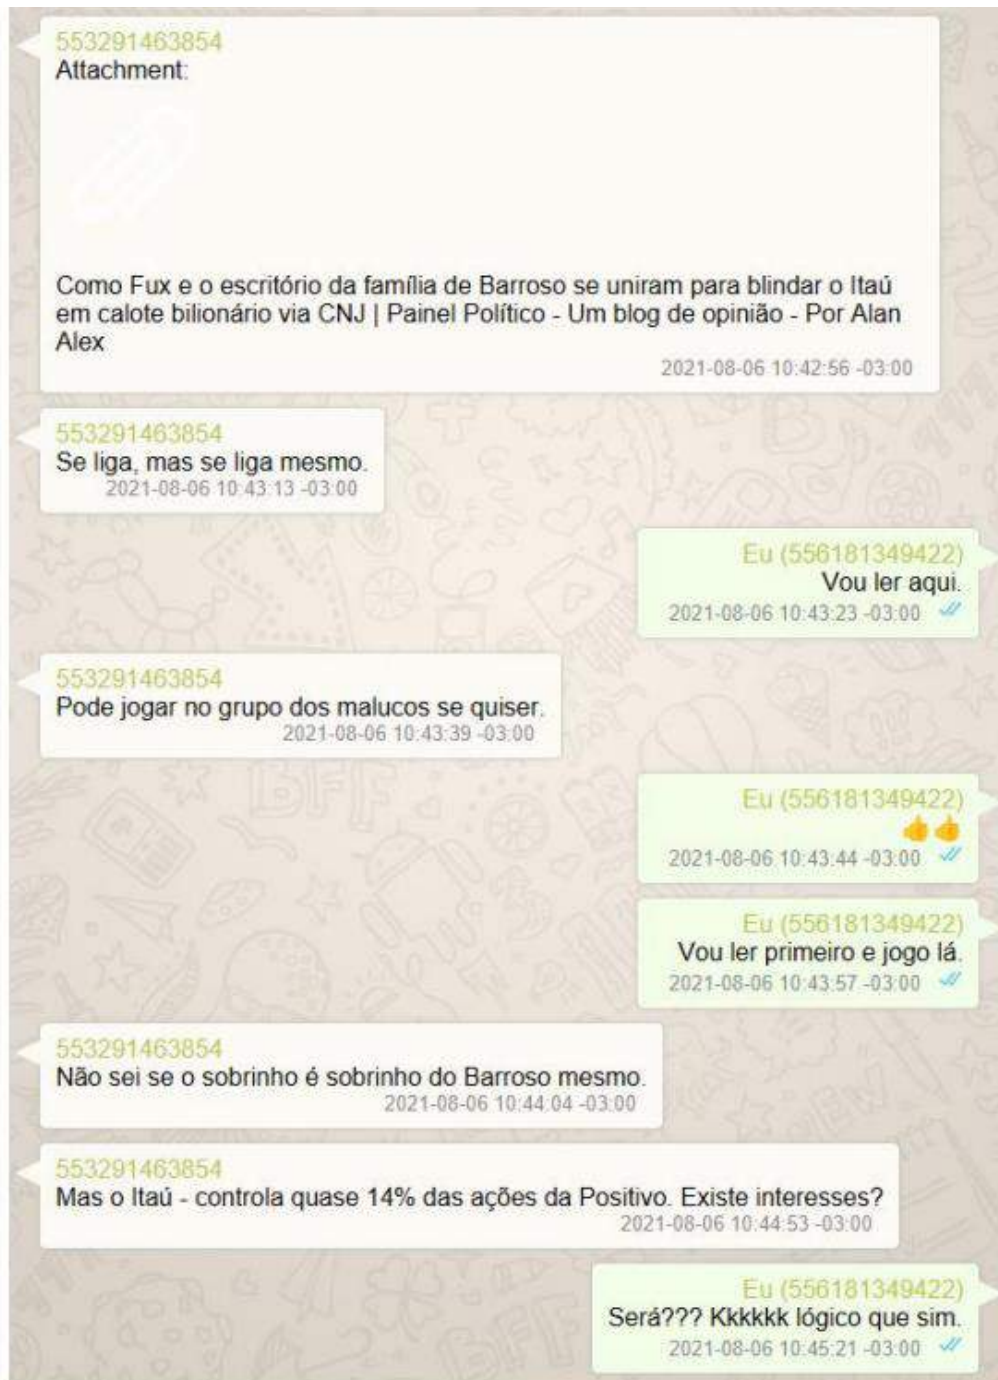 553291463854
Attachment:
Como Fux e o escritório da família de Barroso se uniram para blindar o Itaú
em calote bilionário via CNJ | Painel Político - Um blog de opinião - Por Alan
Alex
2021-08-06 10:42:56 -03:00
553291463854
Se liga, mas se liga mesmo.
2021-08-06 10:43:13 -03:00
Eu (556181349422)
Vou ler aqui.
2021-08-06 10:43:23 -03:00
553291463854
Pode jogar no grupo dos malucos se quiser.
2021-08-06 10:43:39 -03:00
Eu (556181349422)
👍👍
2021-08-06 10:43:44 -03:00
Eu (556181349422)
Vou ler primeiro e jogo lá.
2021-08-06 10:43:57 -03:00
553291463854
Não sei se o sobrinho é sobrinho do Barroso mesmo.
2021-08-06 10:44:04 -03:00
553291463854
Mas o Itaú - controla quase 14% das ações da Positivo. Existe interesses?
2021-08-06 10:44:53 -03:00
Eu (556181349422)
Será??? Kkkkkk lógico que sim.
2021-08-06 10:45:21 -03:00